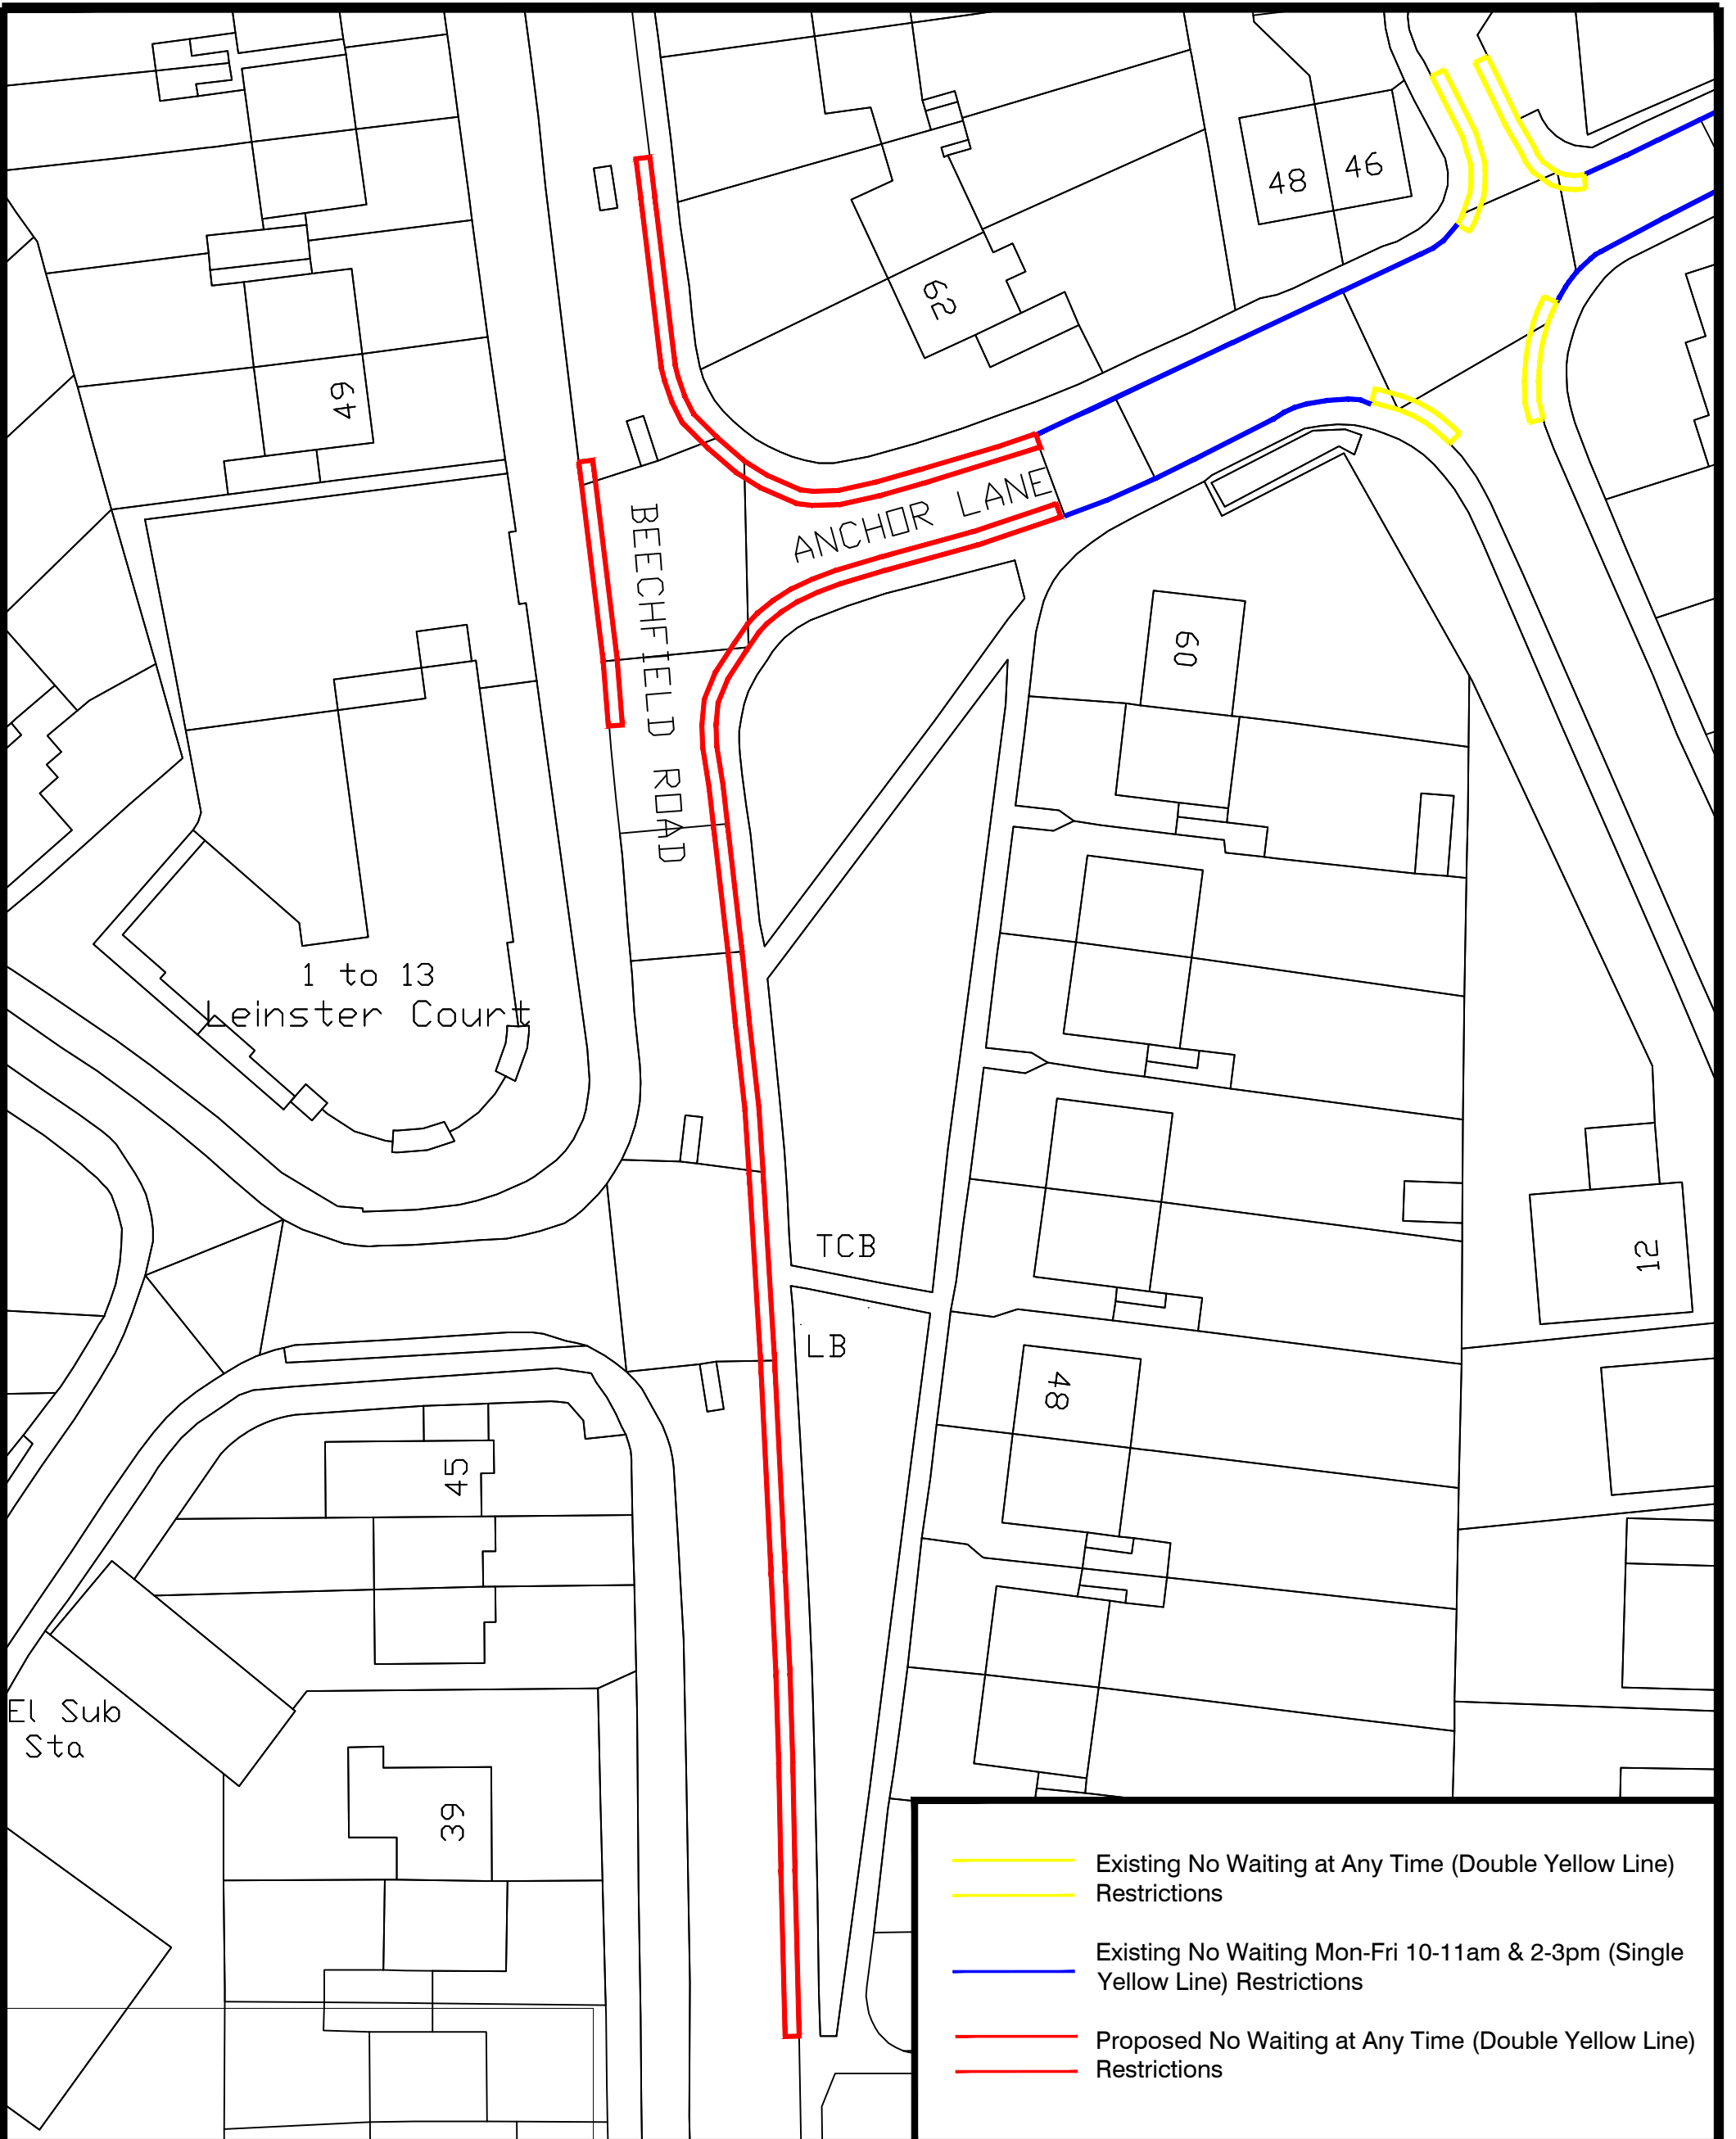 48
46
62
49
ANCHOR LANE
BEECHFIELD ROAD
60
1 to 13
Leinster Court
TCB
12
LB
48
45
El Sub
Sta
39
Existing No Waiting at Any Time (Double Yellow Line)
Restrictions
Existing No Waiting Mon-Fri 10-11am & 2-3pm (Single
Yellow Line) Restrictions
Proposed No Waiting at Any Time (Double Yellow Line)
Restrictions